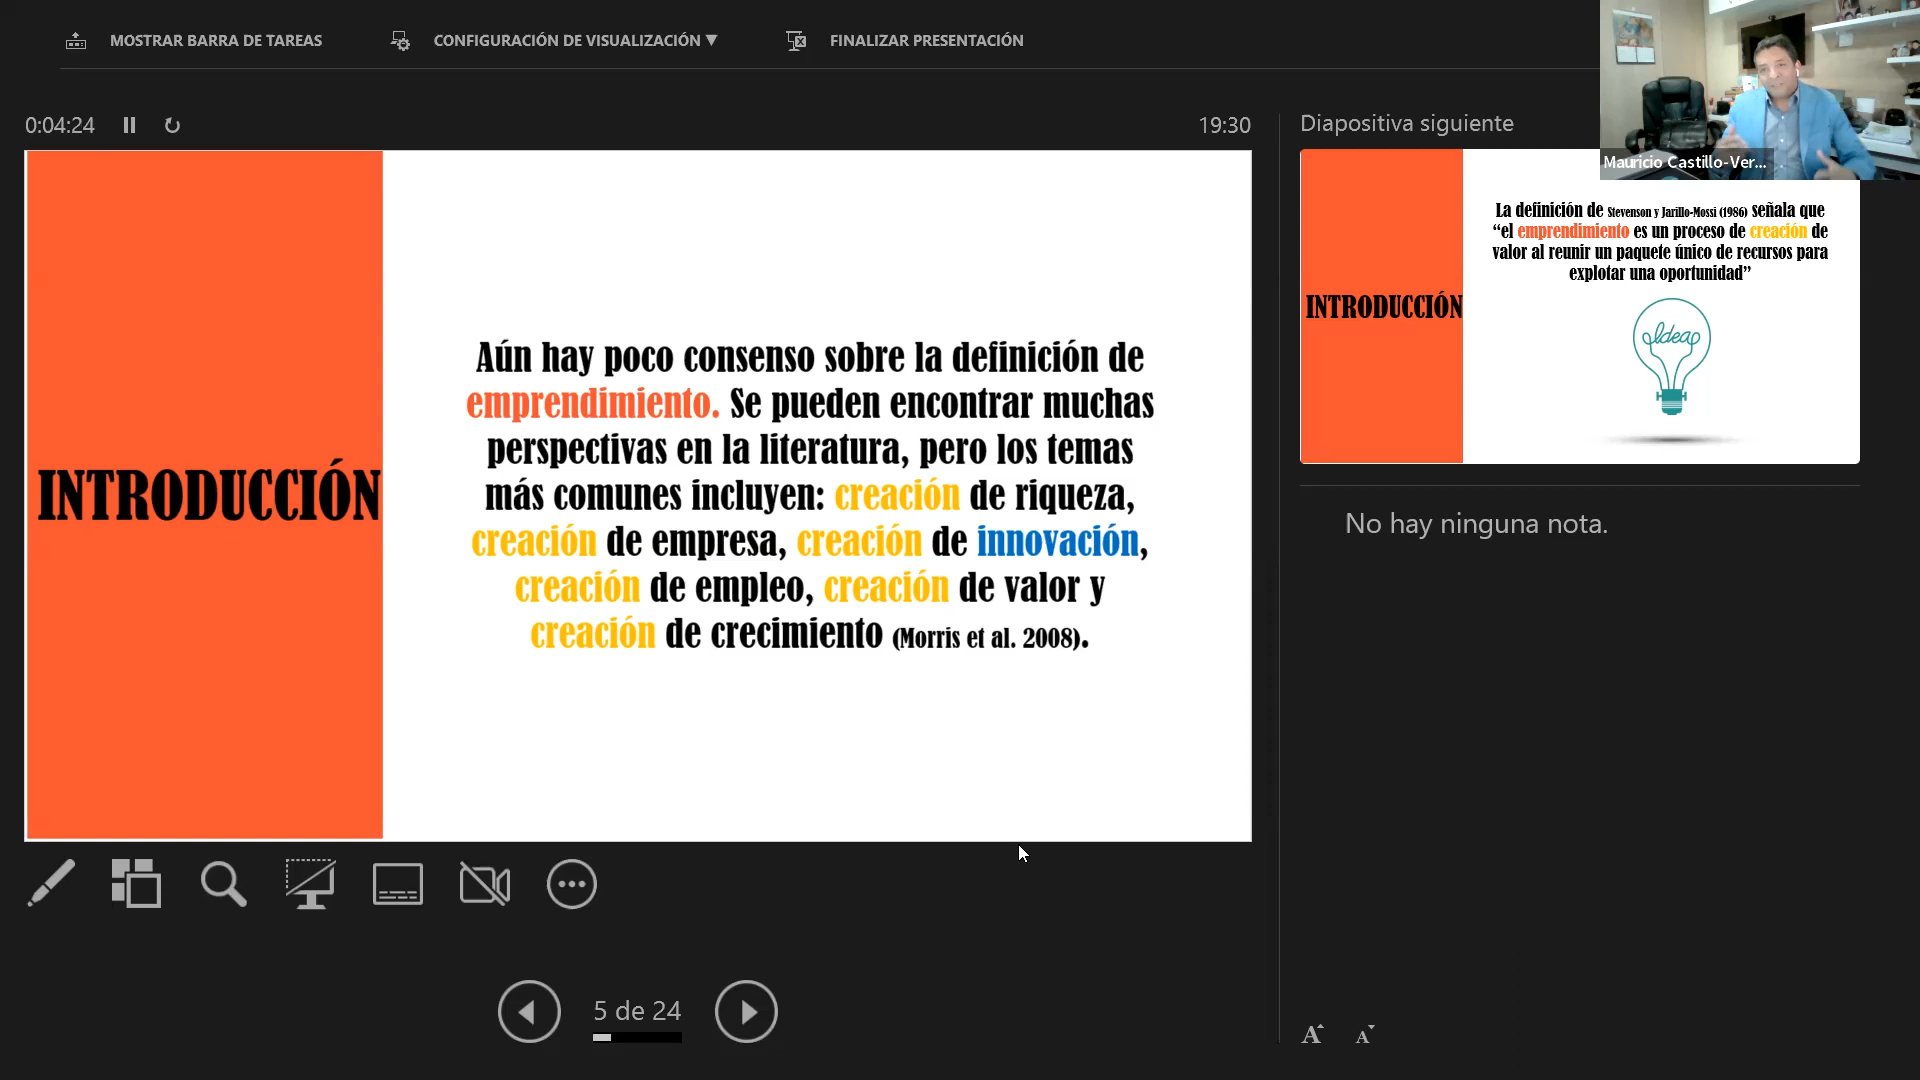 MOSTRAR BARRA DE TAREAS
CONFIGURACIÓN DE VISUALIZACIÓN ▼
FINALIZAR PRESENTACIÓN
Mauricio Castillo-Ver...
0:04:24
19:30
INTRODUCCIÓN
Aún hay poco consenso sobre la definición de
emprendimiento. Se pueden encontrar muchas
perspectivas en la literatura, pero los temas
más comunes incluyen: creación de riqueza,
creación de empresa, creación de innovación,
creación de empleo, creación de valor y
creación de crecimiento (Morris et al. 2008).
5 de 24
Diapositiva siguiente
INTRODUCCIÓN
La definición de Stevenson y Jarillo-Mossi (1986) señala que
“el emprendimiento es un proceso de creación de
valor al reunir un paquete único de recursos para
explotar una oportunidad”
Idea
No hay ninguna nota.
A A